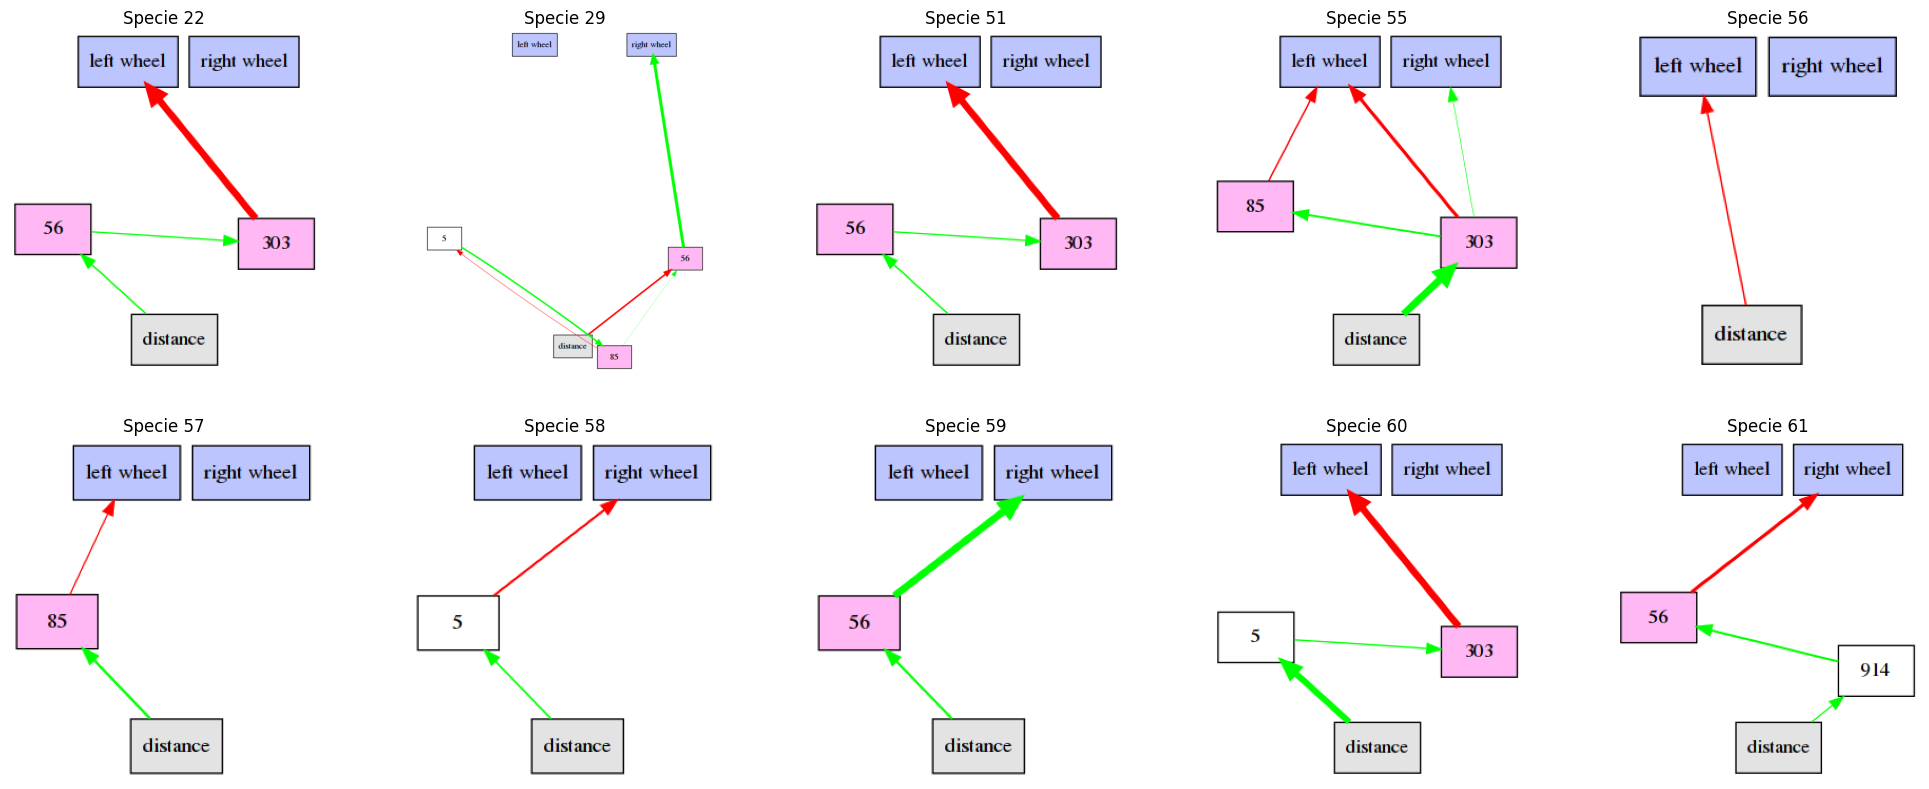 Specie 22
left wheel
right wheel
56
303
distance
Specie 29
left wheel
right wheel
5
56
distance
85
Specie 51
left wheel
right wheel
56
303
distance
Specie 55
left wheel
right wheel
85
303
distance
Specie 56
left wheel
right wheel
distance
Specie 57
left wheel
right wheel
85
distance
Specie 58
left wheel
right wheel
5
distance
Specie 59
left wheel
right wheel
56
distance
Specie 60
left wheel
right wheel
5
303
distance
Specie 61
left wheel
right wheel
56
914
distance